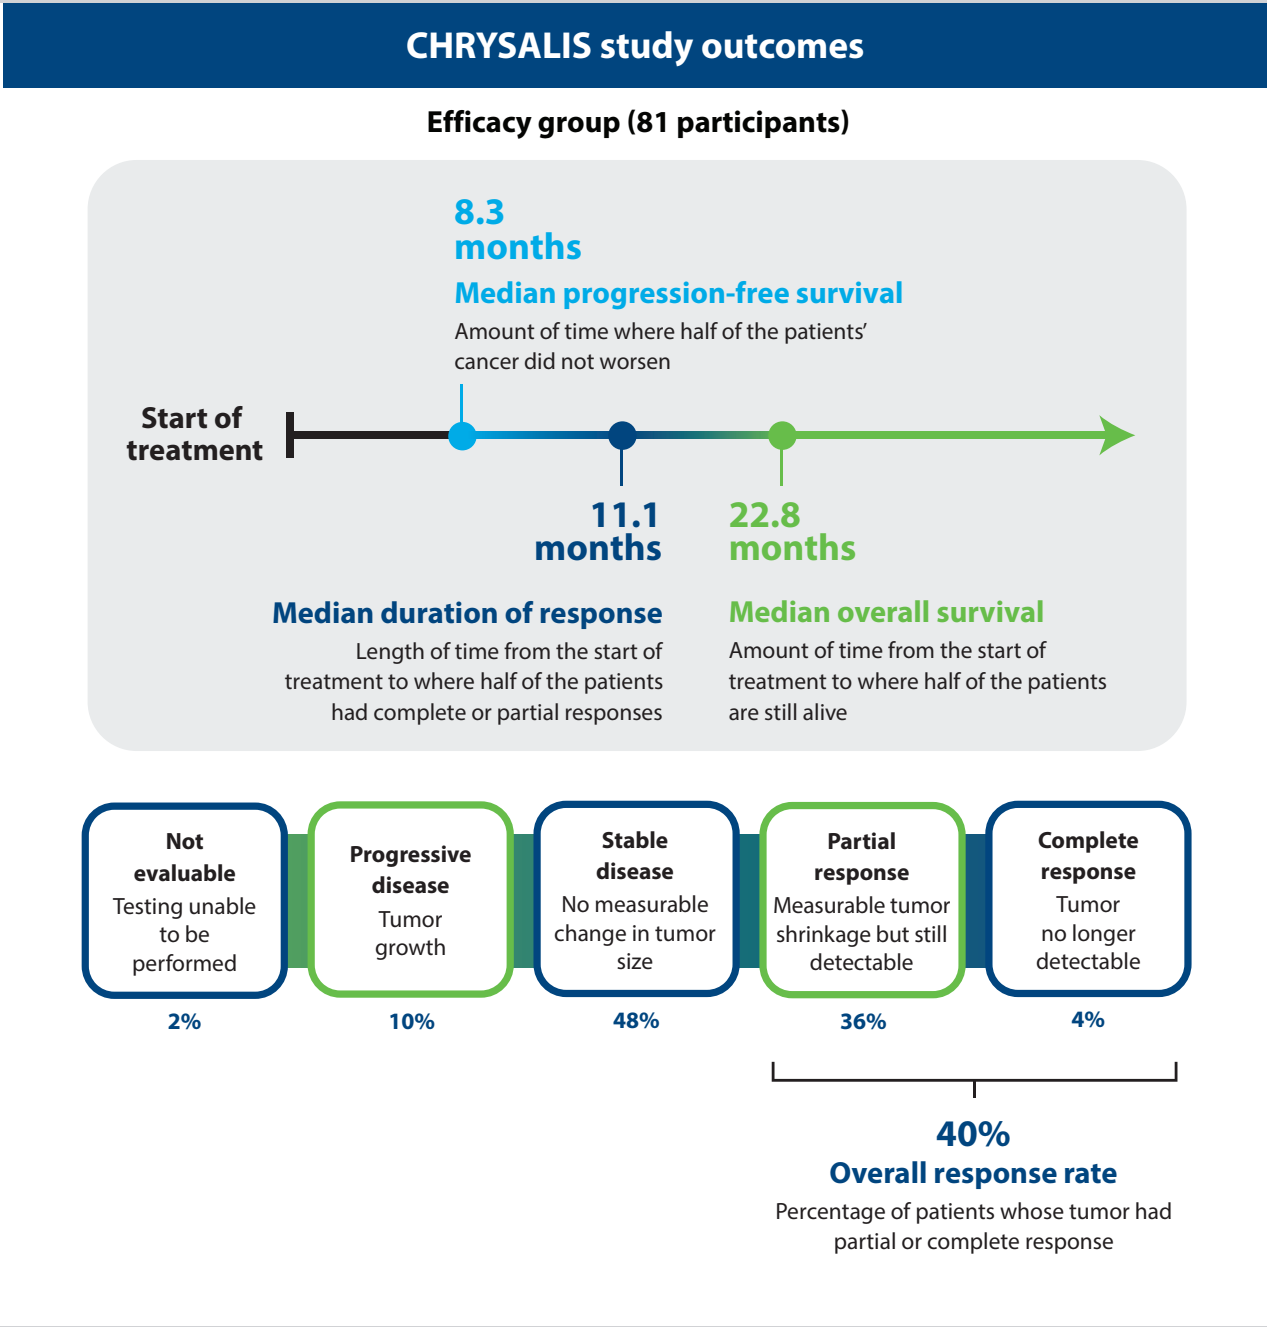 CHRYSALIS study outcomes
Efficacy group (81 participants)
8.3
months
Median progression-free survival
Amount of time where half of the patients’
cancer did not worsen
Start of
treatment
11.1
months
Median duration of response
Length of time from the start of
treatment to where half of the patients
had complete or partial responses
22.8
months
Median overall survival
Amount of time from the start of
treatment to where half of the patients
are still alive
Not
evaluable
Testing unable
to be
performed
2%
Progressive
disease
Tumor
growth
10%
Stable
disease
No measurable
change in tumor
size
48%
Partial
response
Measurable tumor
shrinkage but still
detectable
36%
Complete
response
Tumor
no longer
detectable
4%
40%
Overall response rate
Percentage of patients whose tumor had
partial or complete response